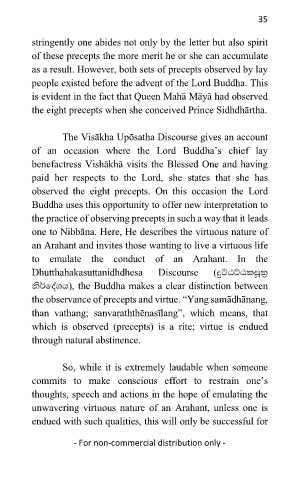 35
stringently one abides not only by the letter but also spirit
of these precepts the more merit he or she can accumulate
as a result. However, both sets of precepts observed by lay
people existed before the advent of the Lord Buddha. This
is evident in the fact that Queen Mahā Māyā had observed
the eight precepts when she conceived Prince Sidhdhārtha.
The Visākha Upōsatha Discourse gives an account
of an occasion where the Lord Buddha's chief lay
benefactress Vishākhā visits the Blessed One and having
paid her respects to the Lord, she states that she has
observed the eight precepts. On this occasion the Lord
Buddha uses this opportunity to offer new interpretation to
the practice of observing precepts in such a way that it leads
one to Nibbāna. Here, He describes the virtuous nature of
an Arahant and invites those wanting to live a virtuous life
to emulate the conduct of an Arahant. In the
Dhutthahakasuttanidhdhesa Discourse (දුට්ඨට්ඨකසූත්‍ර
නිර්දේශය), the Buddha makes a clear distinction between
the observance of precepts and virtue. “Yang samādhānang,
than vathang; sanvaraththēnasīlang”, which means, that
which is observed (precepts) is a rite; virtue is endued
through natural abstinence.
So, while it is extremely laudable when someone
commits to make conscious effort to restrain one's
thoughts, speech and actions in the hope of emulating the
unwavering virtuous nature of an Arahant, unless one is
endued with such qualities, this will only be successful for
- For non-commercial distribution only -